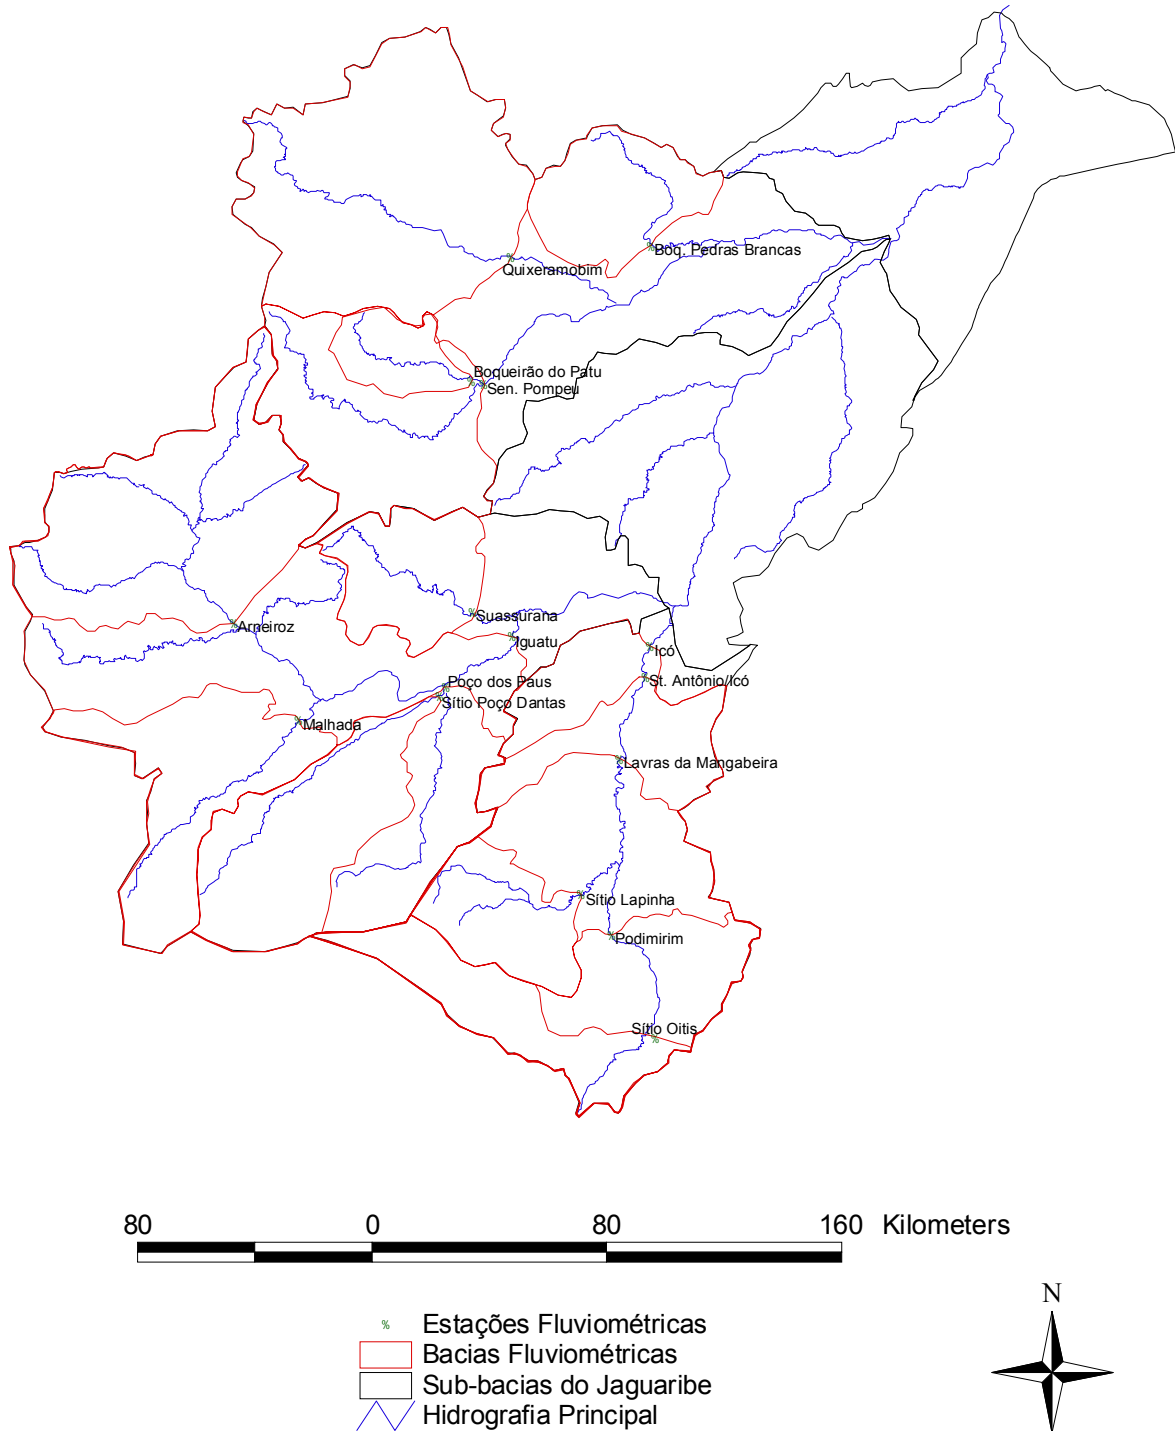 Boq. Pedras Brancas
Quixeramobim
Boqueirão do Patu
Sen. Pompeu
Suassurana
Arneiroz
Iguatu
Icó
St. Antônio/Icó
Poço dos Paus
Sítio Poço Dantas
Malhada
Lavras da Mangabeira
Sítio Lapinha
Podimirim
Sítio Oitis
80 0 80 160 Kilometers
N
% Estações Fluviométricas
Bacias Fluviométricas
Sub-bacias do Jaguaribe
Hidrografia Principal